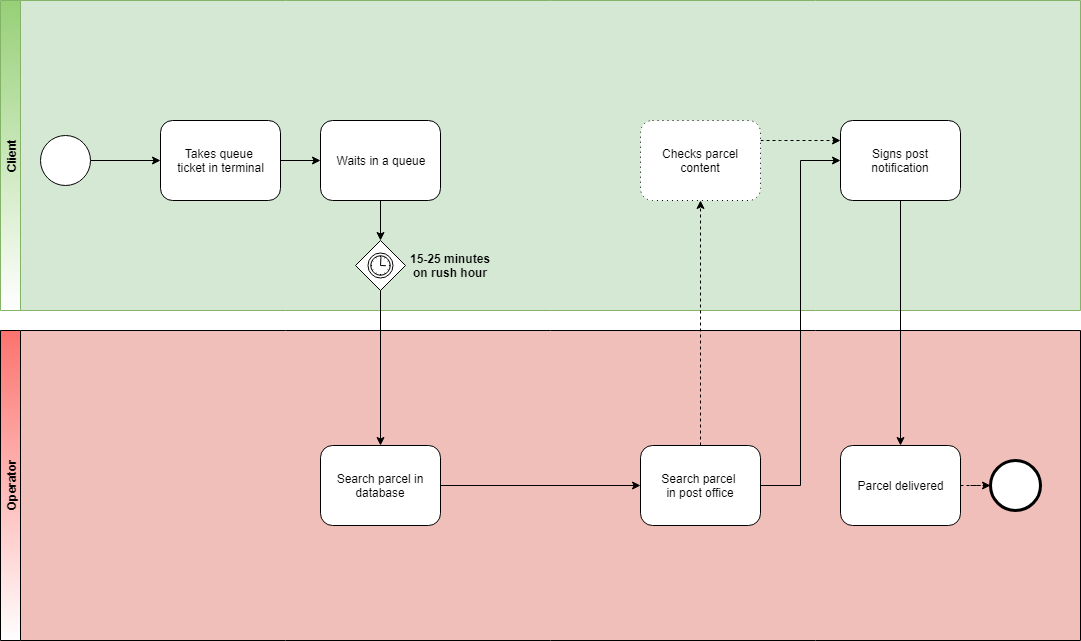 Client
Takes queue
ticket in terminal
Waits in a queue
15-25 minutes
on rush hour
Checks parcel
content
Signs post
notification
Operator
Search parcel in
database
Search parcel
in post office
Parcel delivered